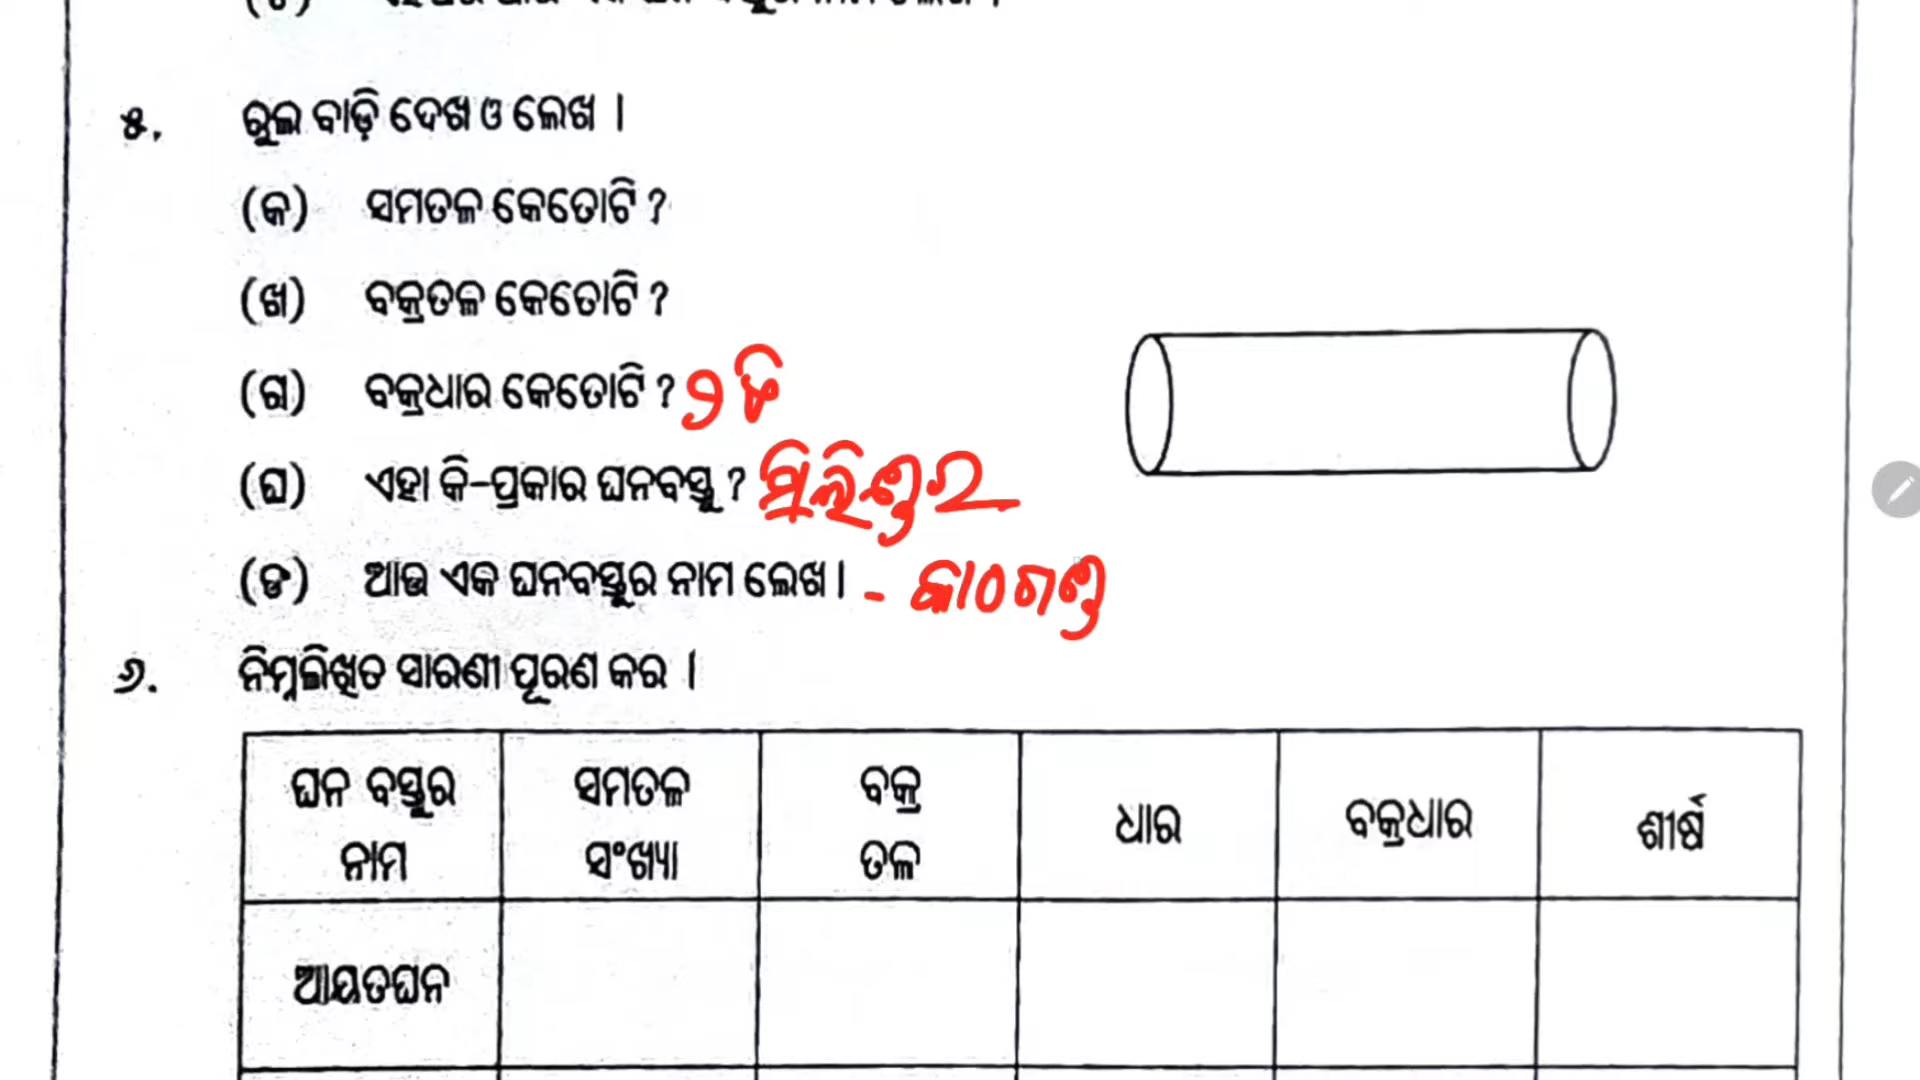 ୫. ରୁଲ ବାଡ଼ି ଦେଖ ଓ ଲେଖ ।
(କ) ସମତଳ କେତୋଟି ?
(ଖ) ବକ୍ରତଳ କେତୋଟି ?
(ଗ) ବକ୍ରଧାର କେତୋଟି ? ୨ଟି
(ଘ) ଏହା କି-ପ୍ରକାର ଘନବସ୍ତୁ ? ସିଲିଣ୍ଡର
(ଙ) ଆଉ ଏକ ଘନବସ୍ତୁର ନାମ ଲେଖ । - କାଠଗଣ୍ଡି
୬. ନିମ୍ନଲିଖିତ ସାରଣୀ ପୂରଣ କର ।
ଘନ ବସ୍ତୁର ନାମ ସମତଳ ସଂଖ୍ୟା ବକ୍ର ତଳ ଧାର ବକ୍ରଧାର ଶୀର୍ଷ
ଆୟତଘନ